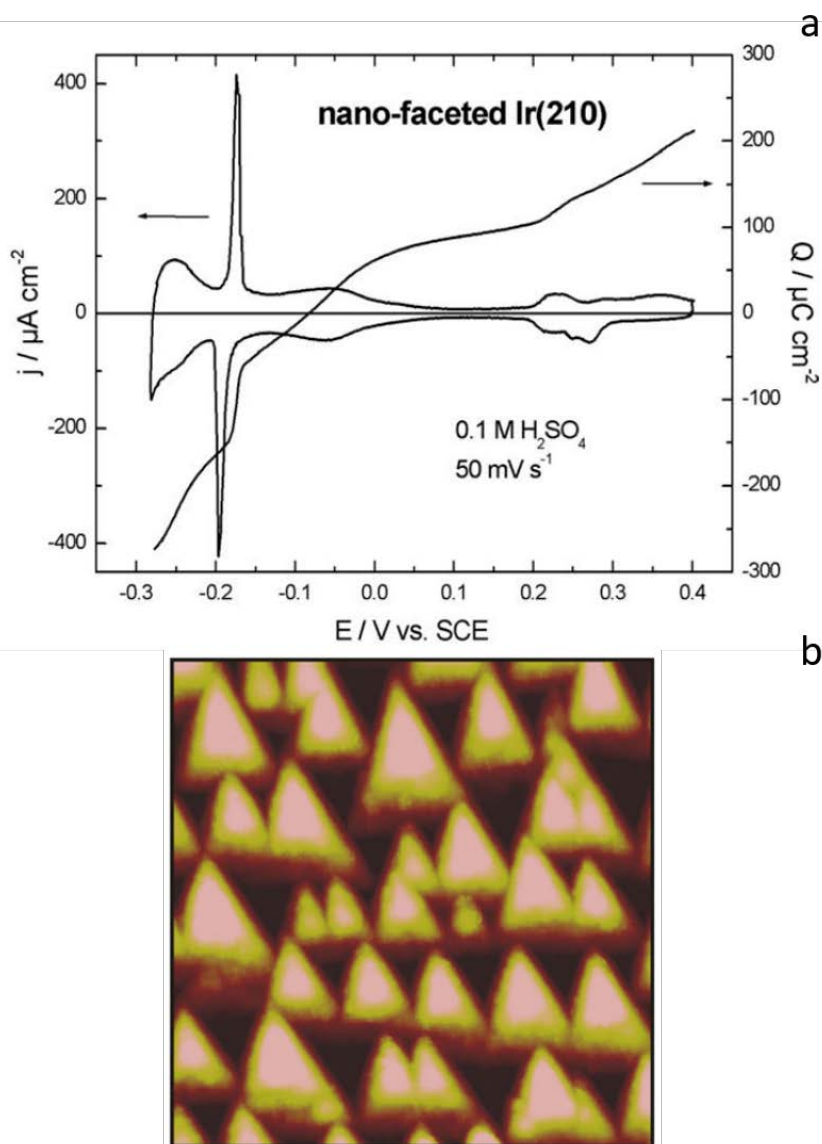 a
nano-faceted Ir(210)
0.1 M H₂SO₄
50 mV s⁻¹
j / µA cm⁻²
400
200
0
-200
-400
Q / µC cm⁻²
300
200
100
0
-100
-200
-300
-0.3 -0.2 -0.1 0.0 0.1 0.2 0.3 0.4
E / V vs. SCE
b